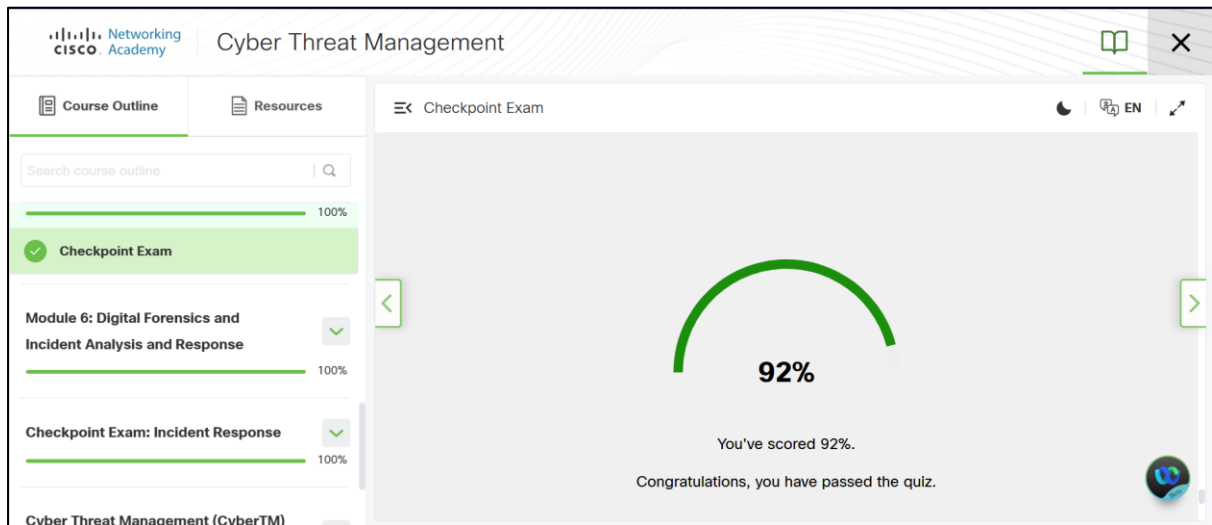 Networking
CISCO Academy
Cyber Threat Management
Course Outline
Resources
Checkpoint Exam
EN
Search course outline
100%
Checkpoint Exam
Module 6: Digital Forensics and
Incident Analysis and Response
100%
Checkpoint Exam: Incident Response
100%
Cyber Threat Management (CyberTM)
92%
You've scored 92%.
Congratulations, you have passed the quiz.